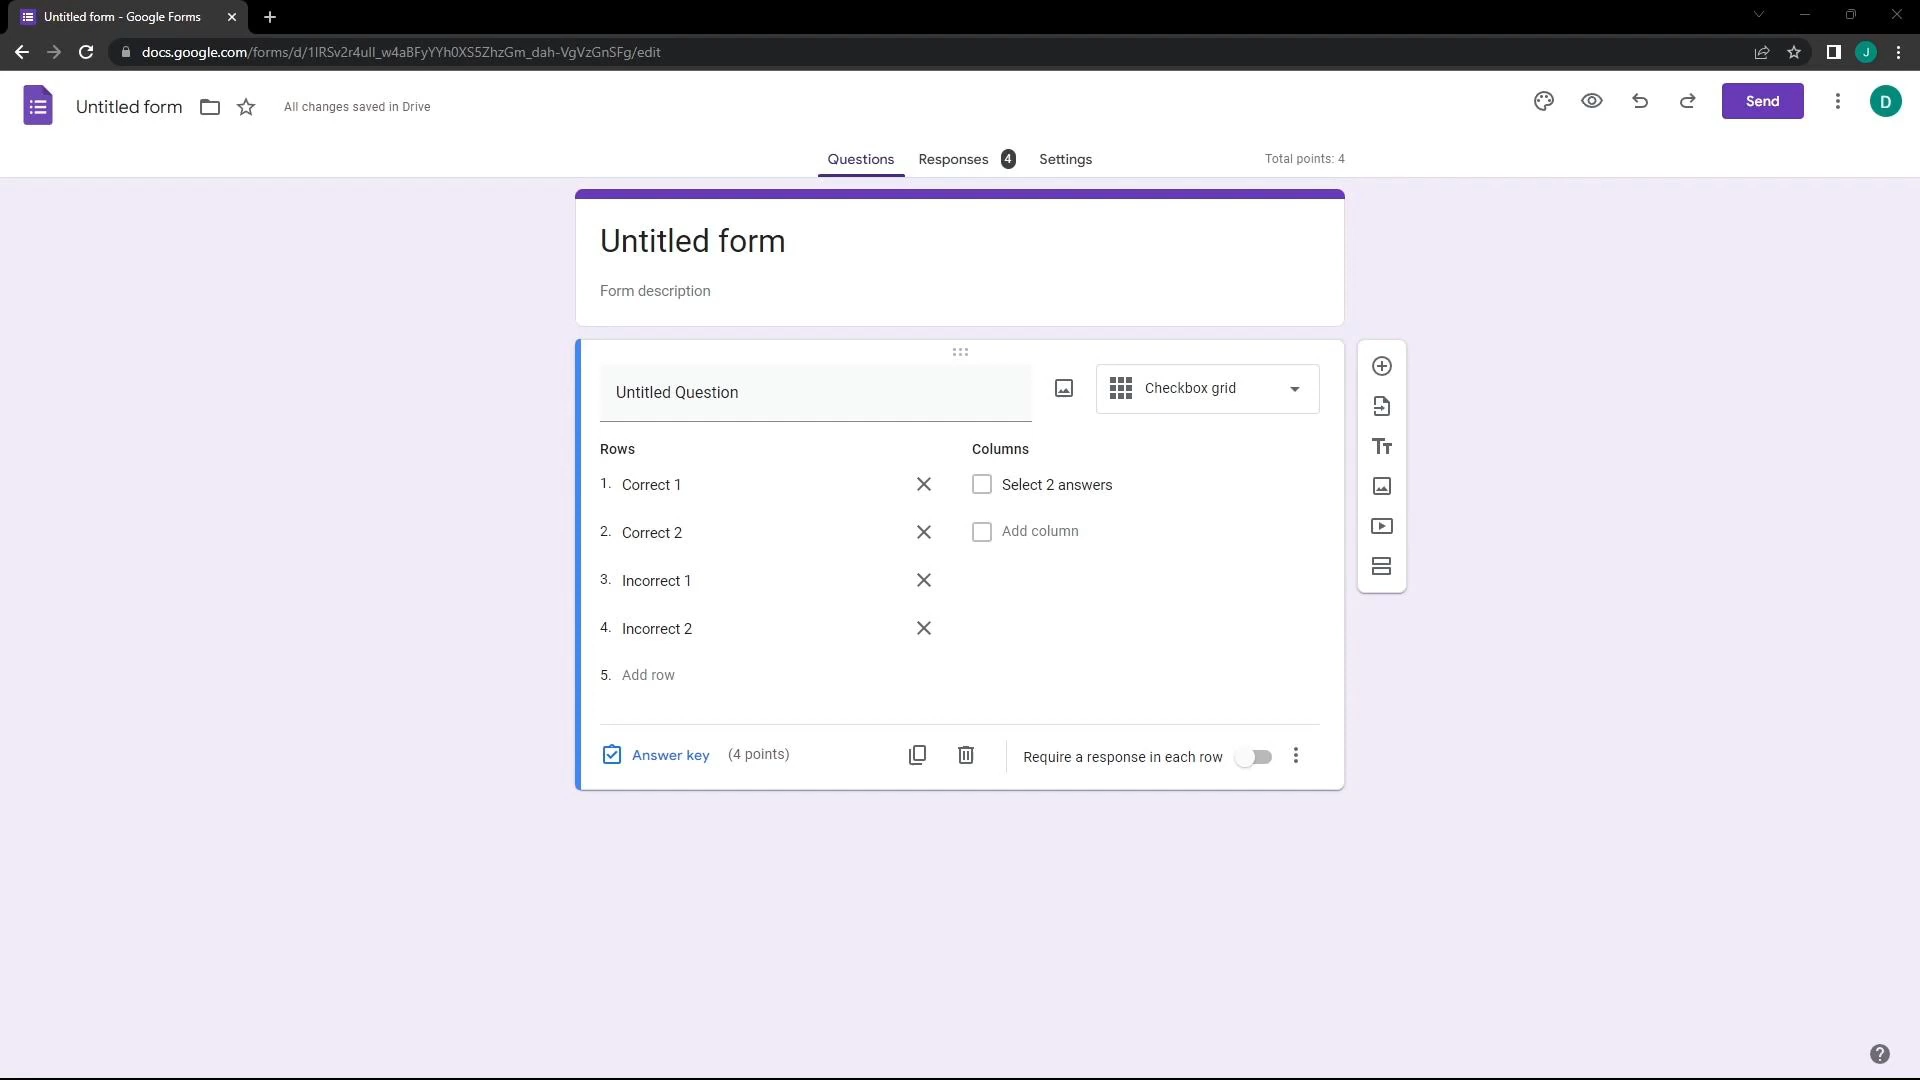 Untitled form - Google Forms
docs.google.com/forms/d/1IRSv2r4ull_w4aBFyYYh0XS5ZhzGm_dah-VgVzGnSFg/edit
J
Untitled form
All changes saved in Drive
Send
D
Questions
Responses 4
Settings
Total points: 4
Untitled form
Form description
Untitled Question
Checkbox grid
Rows
Columns
1. Correct 1
Select 2 answers
2. Correct 2
Add column
3. Incorrect 1
4. Incorrect 2
5. Add row
Answer key (4 points)
Require a response in each row
Tt